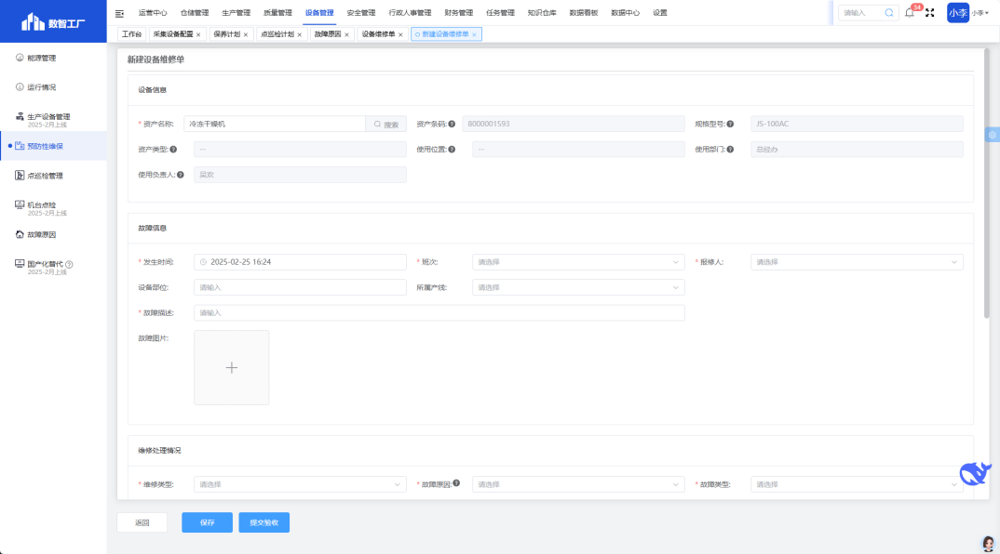 数智工厂
运营中心 仓储管理 生产管理 质量管理 设备管理 安全管理 行政人事管理 财务管理 任务管理 知识仓库 数据看板 数据中心 设置
请输入
34
小李
小李
工作台 采集设备配置 × 保养计划 × 点巡检计划 × 故障原因 × 设备维修单 × 新建设备维修单 ×
能源管理
运行情况
生产设备管理
2025-2月上线
预防性维保
点巡检管理
机台点检
2025-2月上线
故障原因
国产化替代
2025-2月上线
新建设备维修单
设备信息
* 资产名称: 冷冻干燥机 搜索 资产条码: 8000001593 规格型号: JS-100AC
资产类型: -- 使用位置: -- 使用部门: 总经办
使用负责人: 吴欢
故障信息
* 发生时间: 2025-02-25 16:24 * 班次: 请选择 * 报修人: 请选择
设备部位: 请输入 所属产线: 请选择
* 故障描述: 请输入
故障图片:
维修处理情况
* 维修类型: 请选择 * 故障原因: 请选择 * 故障类型: 请选择
返回 保存 提交验收